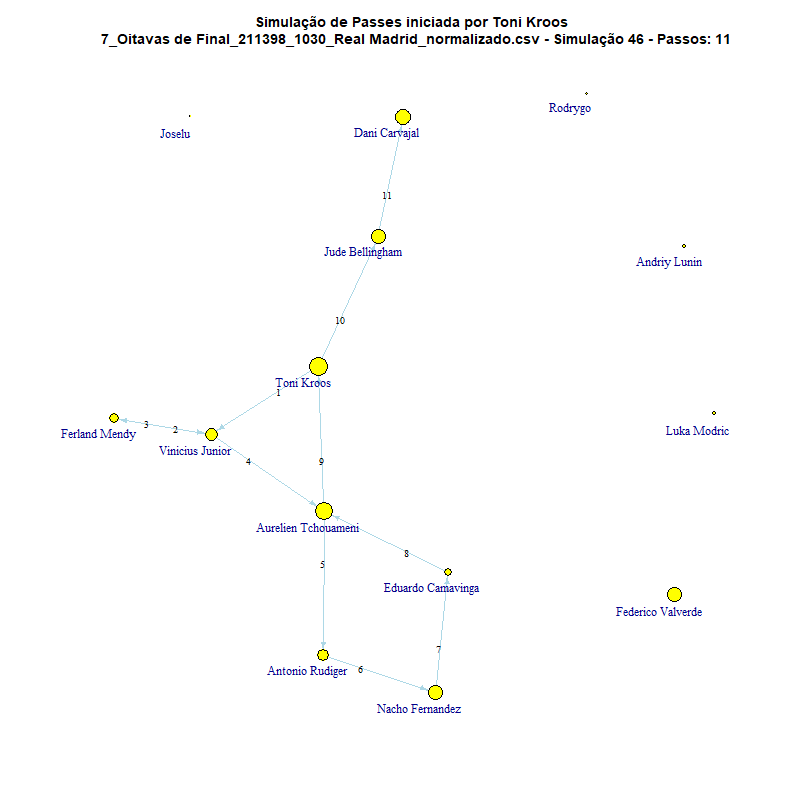 Simulação de Passes iniciada por Toni Kroos
7_Oitavas de Final_211398_1030_Real Madrid_normalizado.csv - Simulação 46 - Passos: 11
Rodrygo
Joselu
Dani Carvajal
11
Jude Bellingham
Andriy Lunin
10
Toni Kroos
1
3
2
Ferland Mendy
Luka Modric
Vinicius Junior
4
9
Aurelien Tchouameni
8
5
Eduardo Camavinga
Federico Valverde
7
6
Antonio Rudiger
Nacho Fernandez